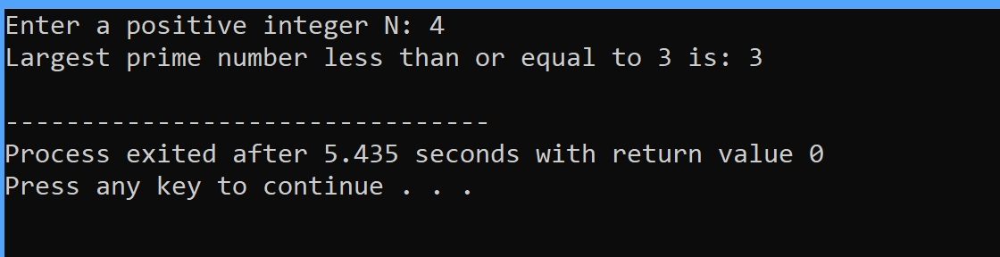 Enter a positive integer N: 4
Largest prime number less than or equal to 3 is: 3
--------------------------------
Process exited after 5.435 seconds with return value 0
Press any key to continue . . .